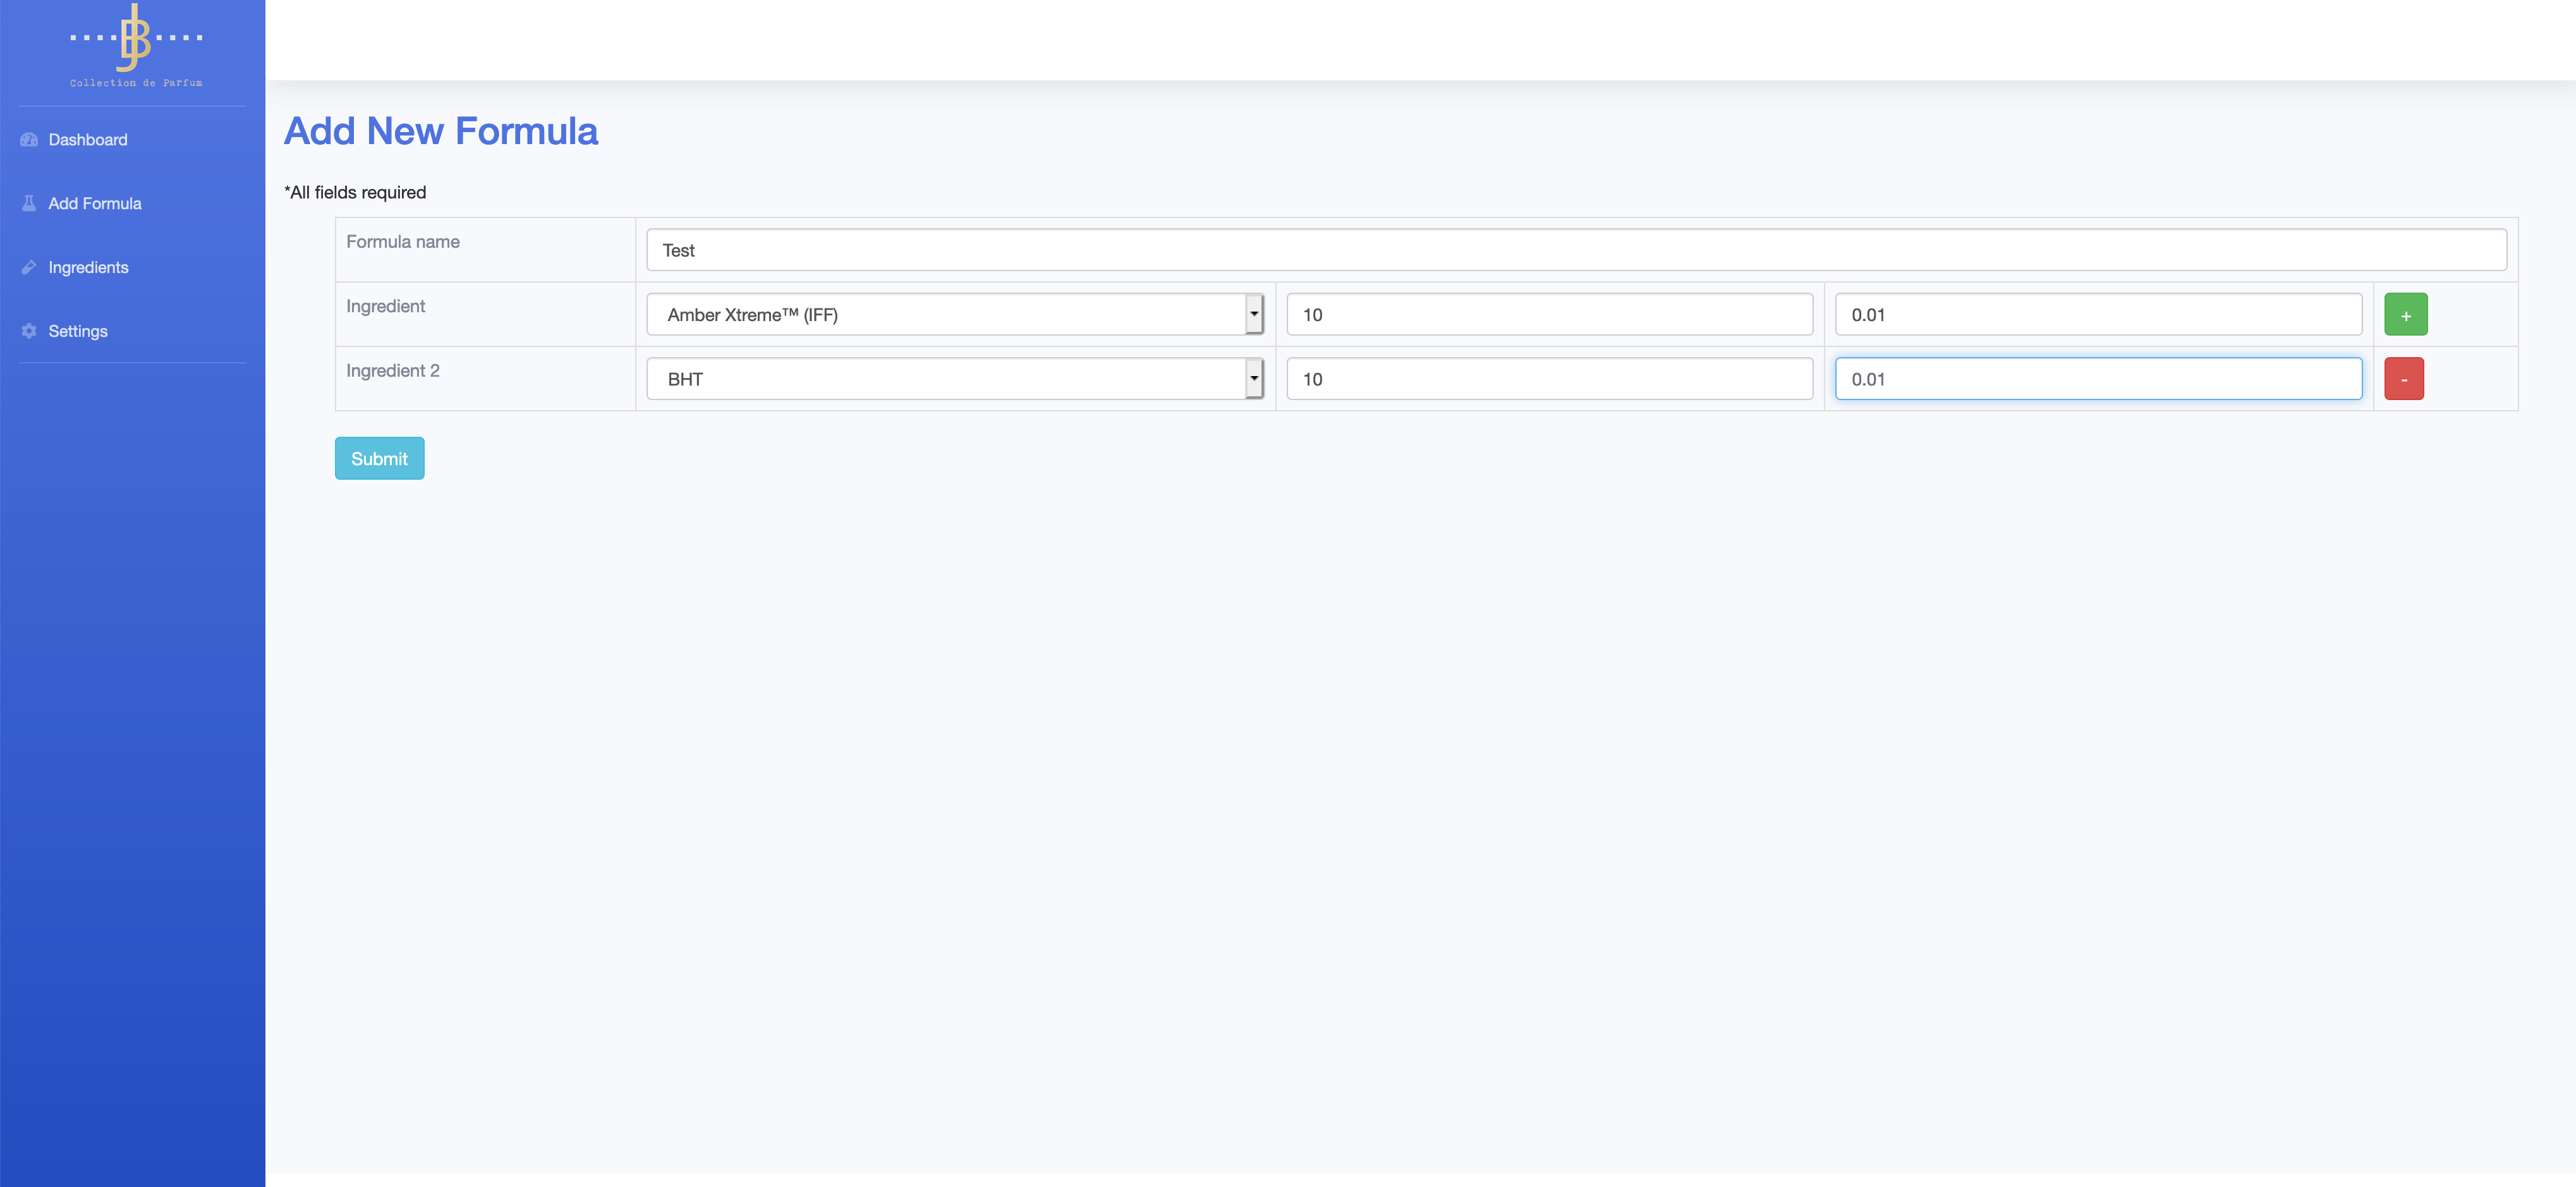 JB
Collection de Parfum
Dashboard
Add Formula
Ingredients
Settings
Add New Formula
*All fields required
Formula name
Test
Ingredient
Amber Xtreme™ (IFF)
10
0.01
+
Ingredient 2
BHT
10
0.01
-
Submit